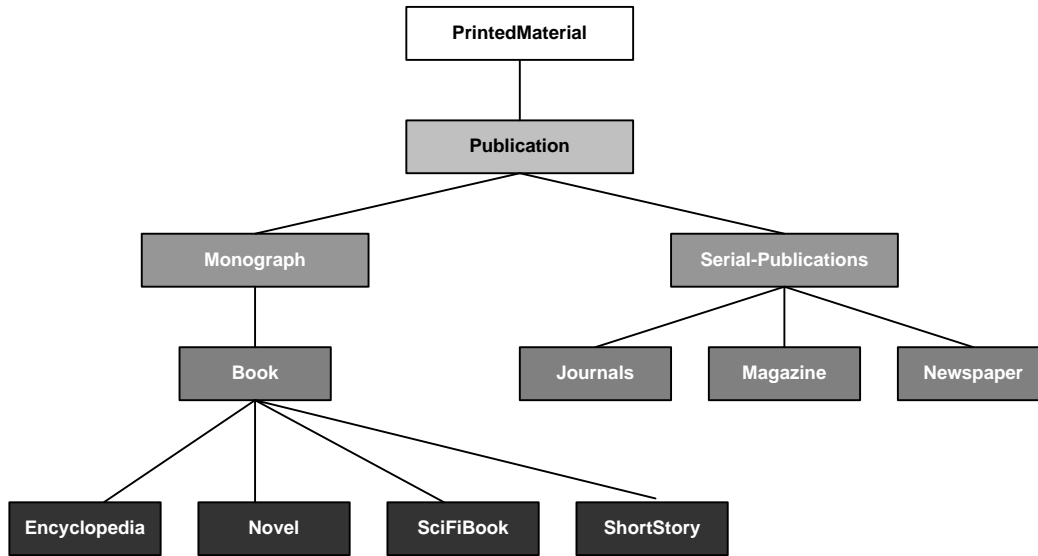 PrintedMaterial
Publication
Monograph
Serial-Publications
Book
Journals
Magazine
Newspaper
Encyclopedia
Novel
SciFiBook
ShortStory